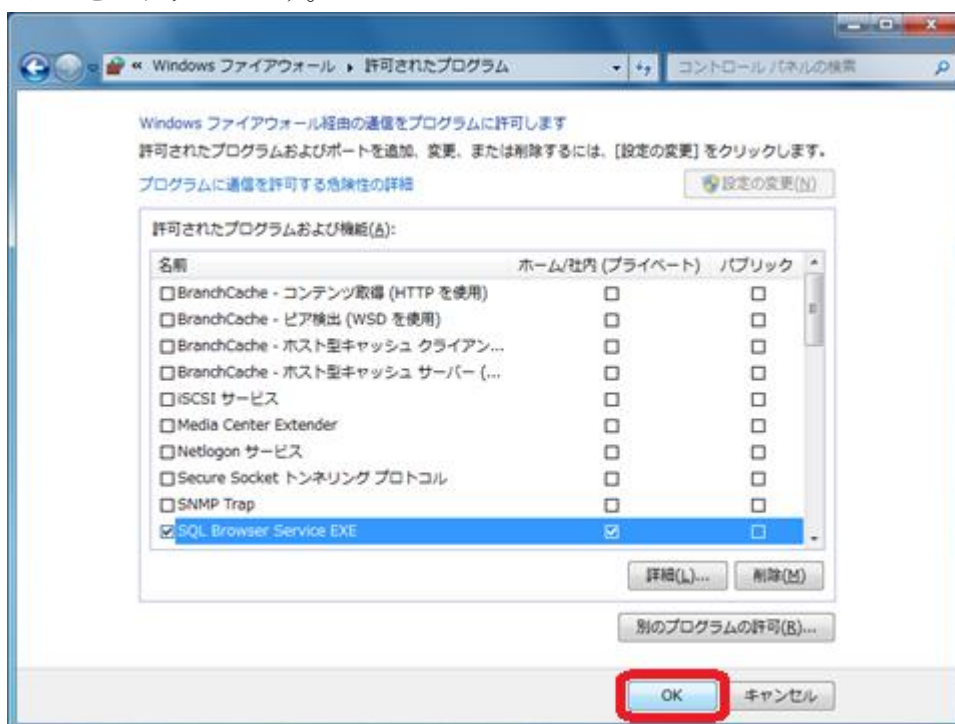 « Windows ファイアウォール ▸ 許可されたプログラム
コントロール パネルの検索
Windows ファイアウォール経由の通信をプログラムに許可します
許可されたプログラムおよびポートを追加、変更、または削除するには、[設定の変更] をクリックします。
プログラムに通信を許可する危険性の詳細
設定の変更(N)
許可されたプログラムおよび機能(A):
名前 ホーム/社内 (プライベート) パブリック
BranchCache - コンテンツ取得 (HTTP を使用)
BranchCache - ピア検出 (WSD を使用)
BranchCache - ホスト型キャッシュ クライアン...
BranchCache - ホスト型キャッシュ サーバー (...
iSCSI サービス
Media Center Extender
Netlogon サービス
Secure Socket トンネリング プロトコル
SNMP Trap
SQL Browser Service EXE
詳細(L)... 削除(M)
別のプログラムの許可(R)...
OK キャンセル